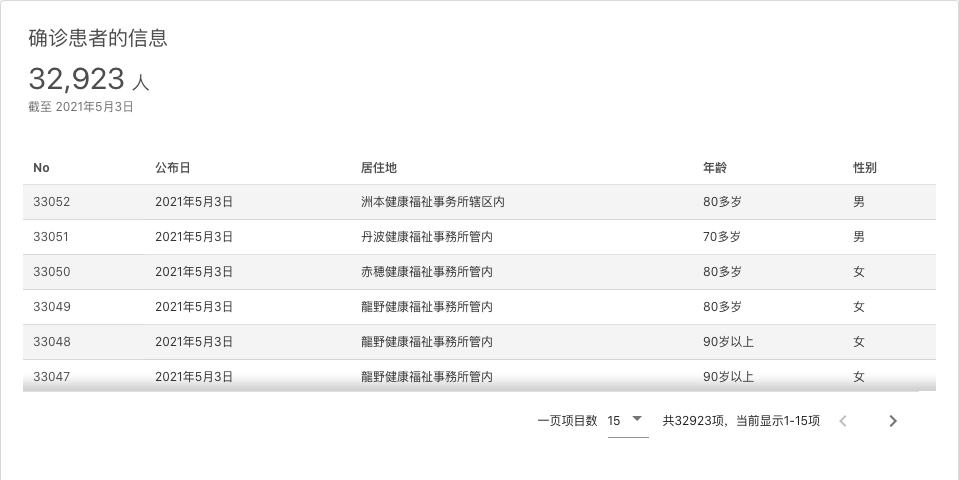 确诊患者的信息
32,923 人
截至 2021年5月3日
No 公布日 居住地 年龄 性别
33052 2021年5月3日 洲本健康福祉事务所辖区内 80多岁 男
33051 2021年5月3日 丹波健康福祉事務所管内 70多岁 男
33050 2021年5月3日 赤穂健康福祉事務所管内 80多岁 女
33049 2021年5月3日 龍野健康福祉事務所管内 80多岁 女
33048 2021年5月3日 龍野健康福祉事務所管内 90岁以上 女
33047 2021年5月3日 龍野健康福祉事務所管内 90岁以上 女
一页项目数 15 共32923项，当前显示1-15项